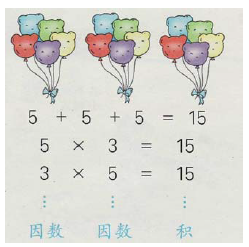 5 + 5 + 5 = 15
5 × 3 = 15
3 × 5 = 15
⋮ ⋮ ⋮
因数 因数 积